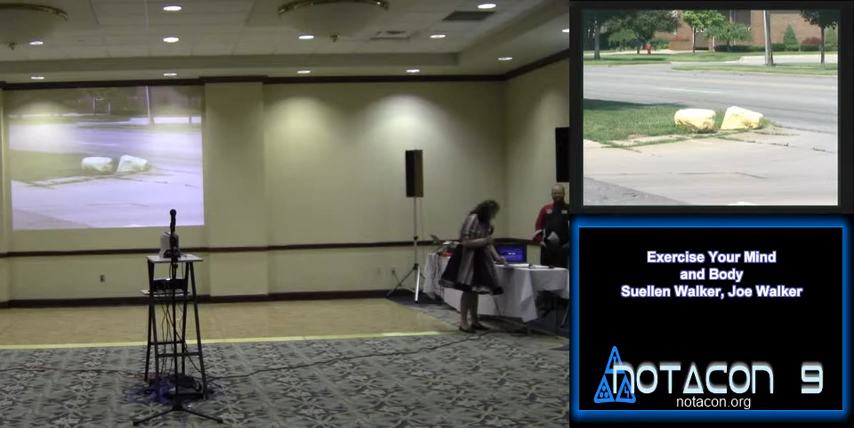 Exercise Your Mind
and Body
Suellen Walker, Joe Walker
NOTACON 9
notacon.org